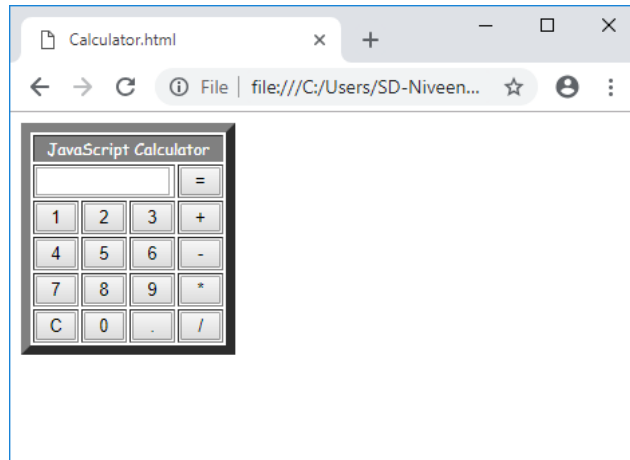 Calculator.html
File file:///C:/Users/SD-Niveen...
JavaScript Calculator
=
1 2 3 +
4 5 6 -
7 8 9 *
C 0 . /